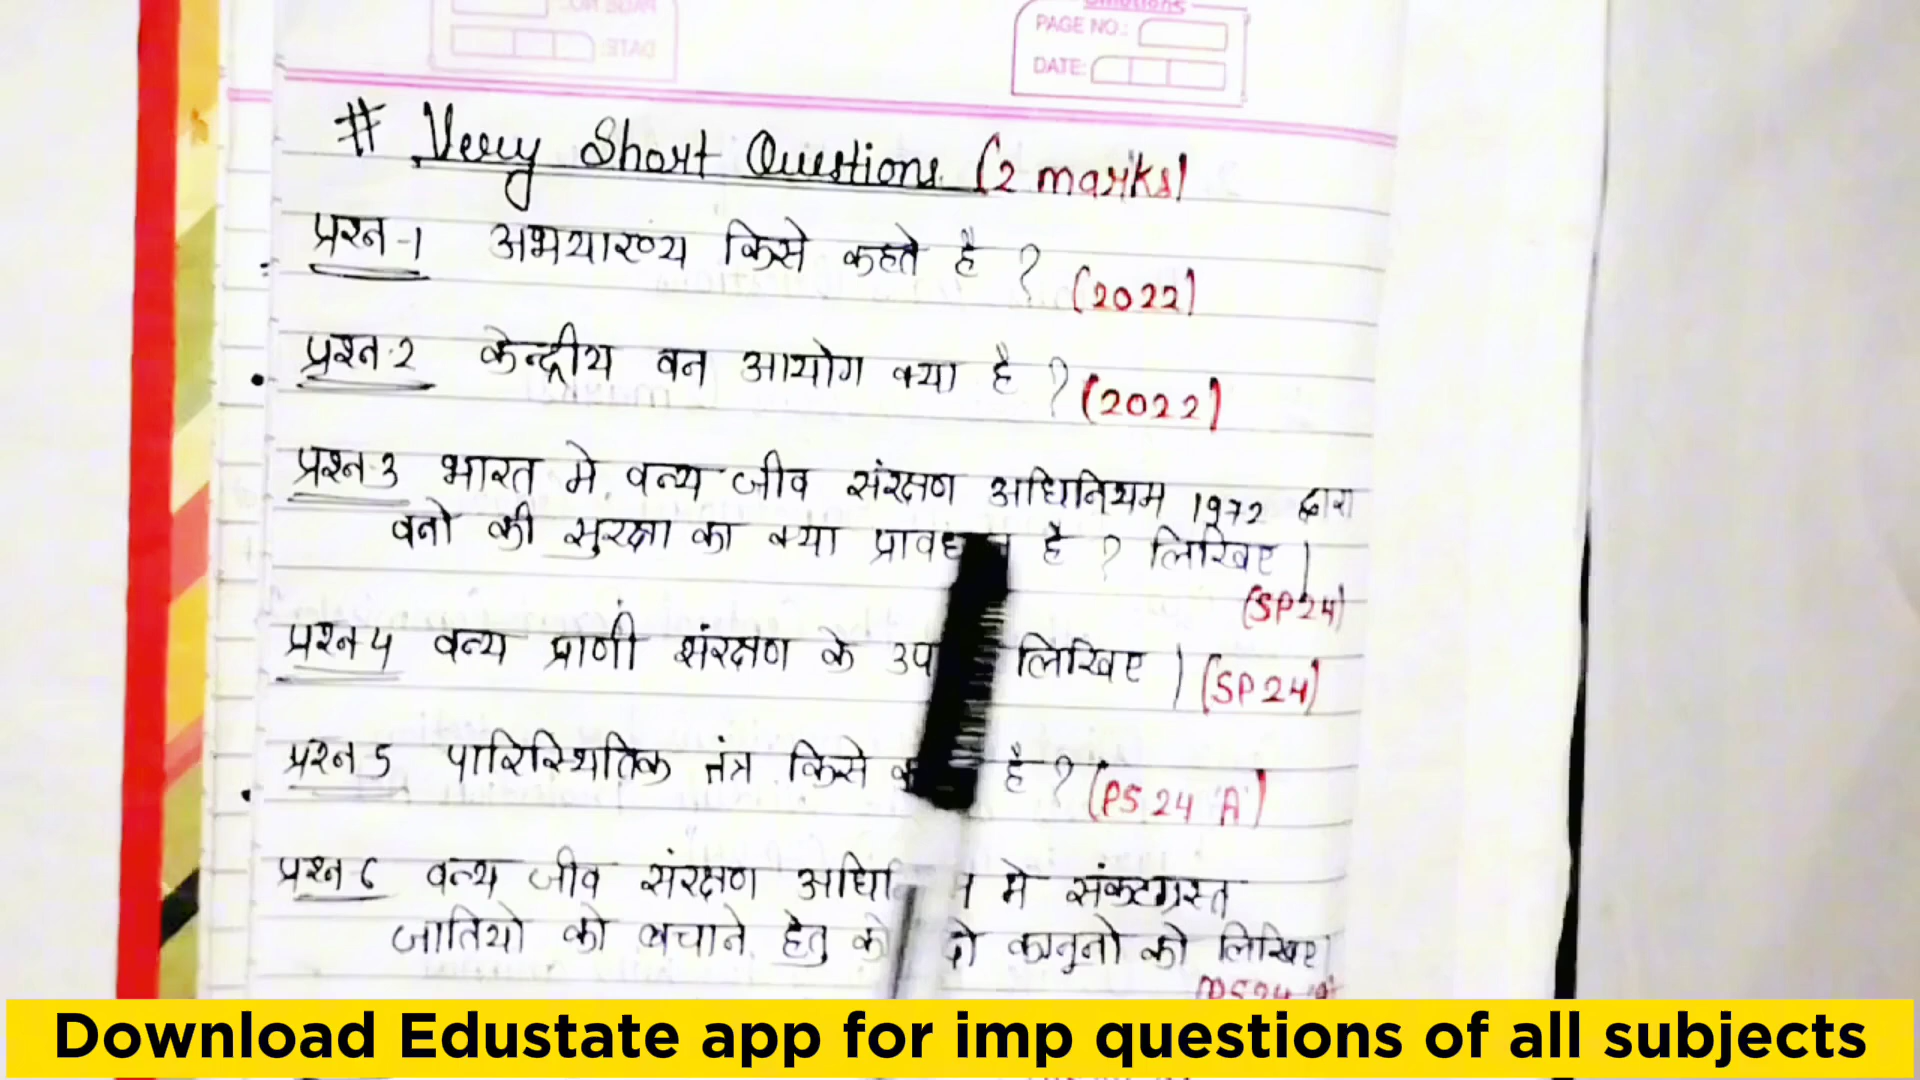 PAGE NO.:
DATE:
# Very Short Questions (2 marks)
प्रश्न-1 अभयारण्य किसे कहते है ? (2022)
प्रश्न-2 केन्द्रीय वन आयोग क्या है ? (2022)
प्रश्न-3 भारत मे वन्य जीव संरक्षण अधिनियम 1972 द्वारा
वनो की सुरक्षा का क्या है ? लिखिए।
(SP24)
प्रश्न-4 वन्य प्राणी संरक्षण के लिखिए। (SP24)
प्रश्न-5 पारिस्थितिक तंत्र किसे है ? (PS 24 'A')
प्रश्न-6 वन्य जीव संरक्षण मे संकटग्रस्त
जातियो को बचाने हेतु दो कानुनो को लिखिए।
Download Edustate app for imp questions of all subjects